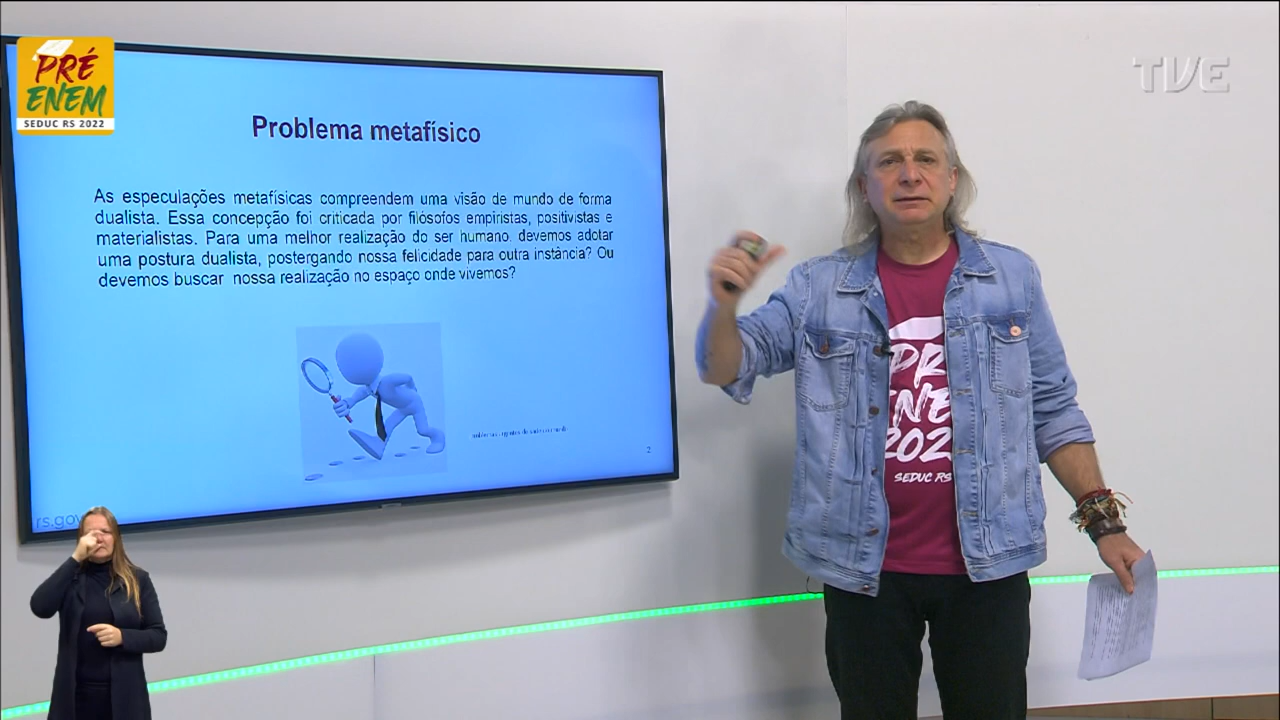 PRÉ
ENEM
SEDUC RS 2022
TVE
Problema metafísico
As especulações metafísicas compreendem uma visão de mundo de forma
dualista. Essa concepção foi criticada por filósofos empiristas, positivistas e
materialistas. Para uma melhor realização do ser humano, devemos adotar
uma postura dualista, postergando nossa felicidade para outra instância? Ou
devemos buscar nossa realização no espaço onde vivemos?
2
rs.gov
PR
NE
202
SEDUC RS